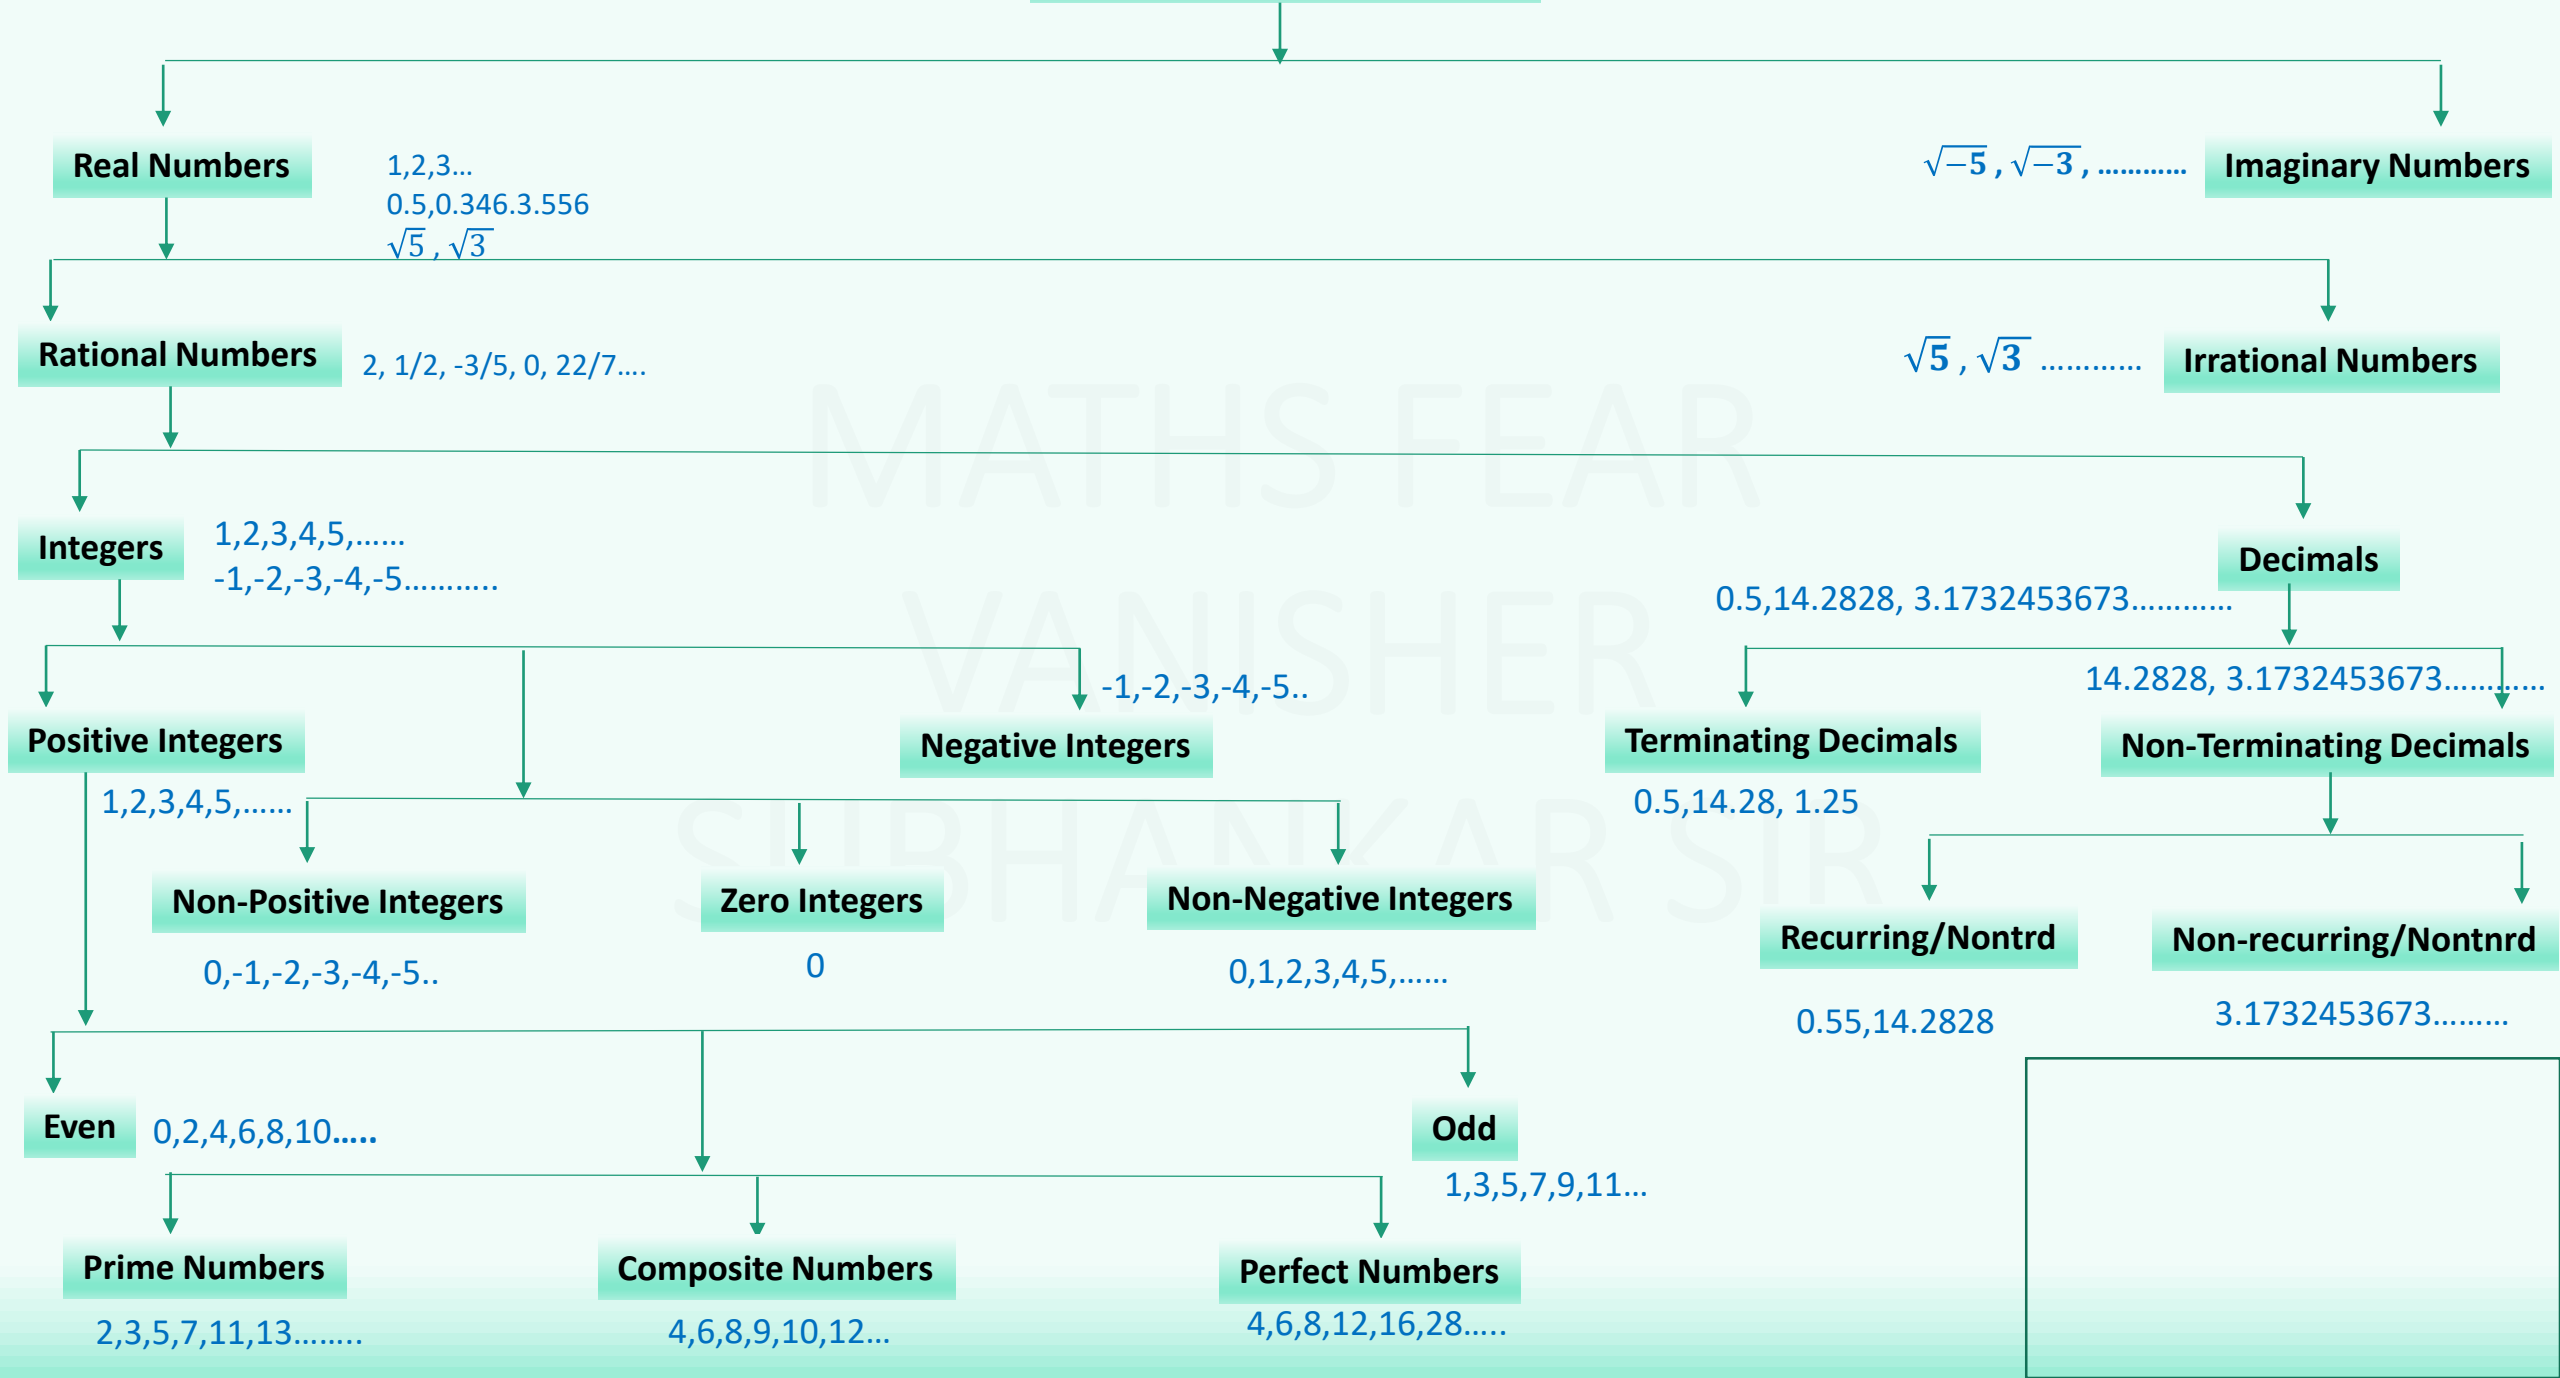 Real Numbers
1,2,3...
0.5,0.346.3.556
√5 , √3
√−5 , √−3 , ............
Imaginary Numbers
Rational Numbers
2, 1/2, -3/5, 0, 22/7....
√5 , √3 .............
Irrational Numbers
MATHS FEAR
VANISHER
SUBHANKAR SIR
Integers
1,2,3,4,5,......
-1,-2,-3,-4,-5...........
Decimals
0.5,14.2828, 3.1732453673.............
Positive Integers
1,2,3,4,5,......
-1,-2,-3,-4,-5..
Negative Integers
Terminating Decimals
0.5,14.28, 1.25
14.2828, 3.1732453673.............
Non-Terminating Decimals
Non-Positive Integers
0,-1,-2,-3,-4,-5..
Zero Integers
0
Non-Negative Integers
0,1,2,3,4,5,......
Recurring/Nontrd
0.55,14.2828
Non-recurring/Nontnrd
3.1732453673.........
Even
0,2,4,6,8,10.....
Odd
1,3,5,7,9,11...
Prime Numbers
2,3,5,7,11,13........
Composite Numbers
4,6,8,9,10,12...
Perfect Numbers
4,6,8,12,16,28.....